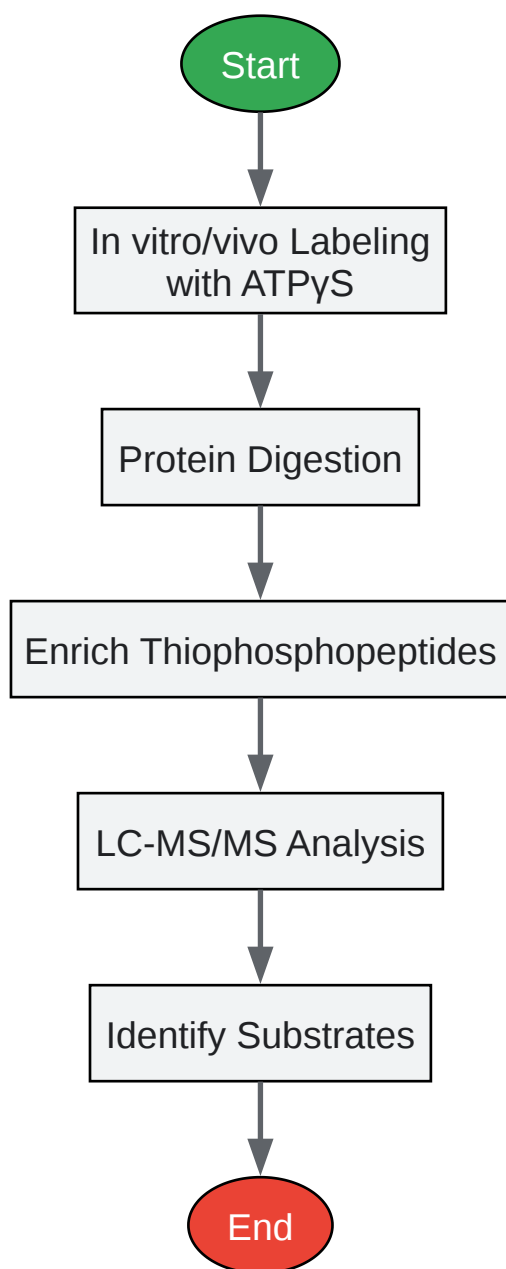 Start
In vitro/vivo Labeling
with ATPγS
Protein Digestion
Enrich Thiophosphopeptides
LC-MS/MS Analysis
Identify Substrates
End